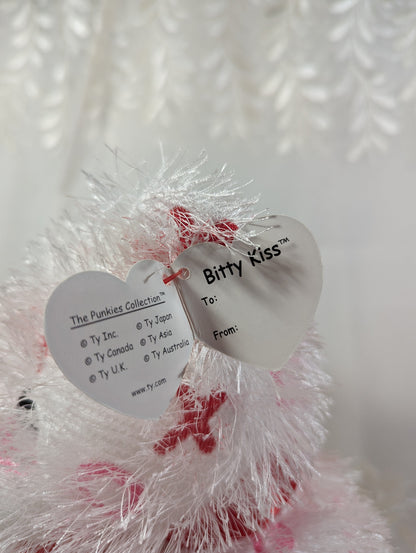 The Punkies Collection™
© Ty Inc.
© Ty Canada
© Ty U.K.
© Ty Japan
© Ty Asia
© Ty Australia
www.ty.com
Bitty Kiss™
To:
From: